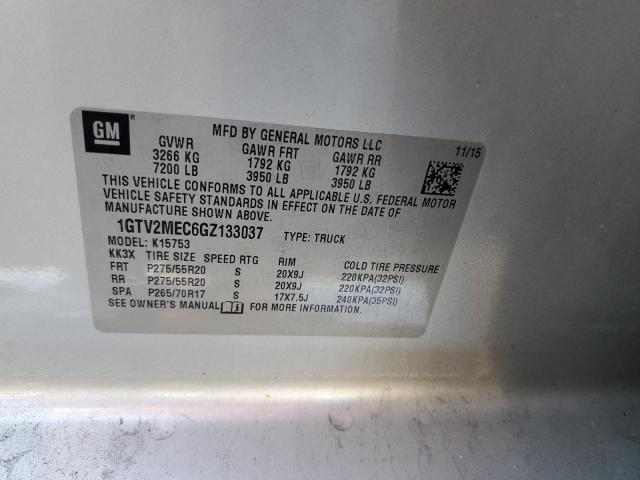 GM
MFD BY GENERAL MOTORS LLC
GVWR GAWR FRT GAWR RR 11/15
3266 KG 1792 KG 1792 KG
7200 LB 3950 LB 3950 LB
THIS VEHICLE CONFORMS TO ALL APPLICABLE U.S. FEDERAL MOTOR
VEHICLE SAFETY STANDARDS IN EFFECT ON THE DATE OF
MANUFACTURE SHOWN ABOVE.
1GTV2MEC6GZ133037 TYPE: TRUCK
MODEL: K15753
KK3X TIRE SIZE SPEED RTG RIM COLD TIRE PRESSURE
FRT P275/55R20 S 20X9J 220KPA(32PSI)
RR P275/55R20 S 20X9J 220KPA(32PSI)
SPA P265/70R17 S 17X7.5J 240KPA(35PSI)
SEE OWNER'S MANUAL FOR MORE INFORMATION.